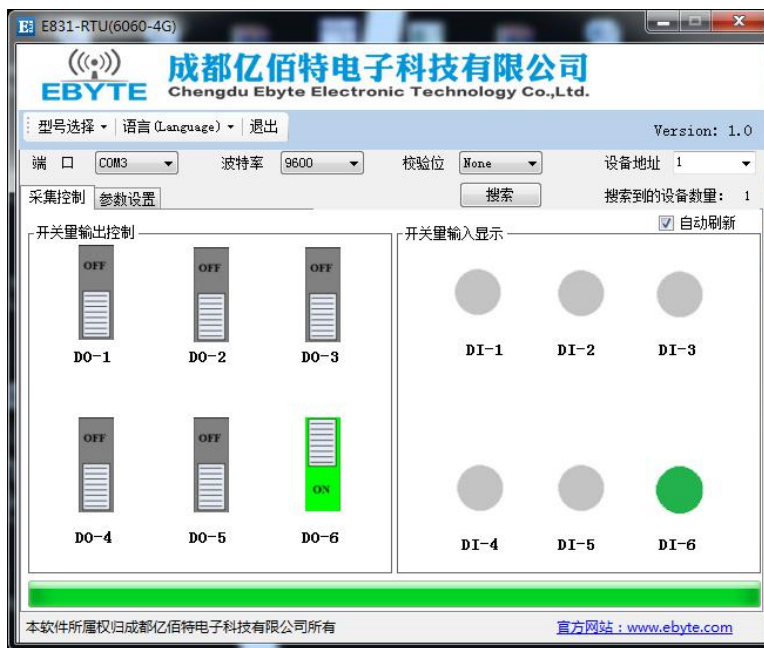 E831-RTU(6060-4G)
EBYTE 成都亿佰特电子科技有限公司
Chengdu Ebyte Electronic Technology Co.,Ltd.
型号选择 语言(Language) 退出 Version: 1.0
端 口 COM3 波特率 9600 校验位 None 设备地址 1
采集控制 参数设置 搜索 搜索到的设备数量: 1
自动刷新
开关量输出控制 开关量输入显示
OFF OFF OFF
DO-1 DO-2 DO-3 DI-1 DI-2 DI-3
OFF OFF
ON
DO-4 DO-5 DO-6 DI-4 DI-5 DI-6
本软件所属权归成都亿佰特电子科技有限公司所有 官方网站：www.ebyte.com